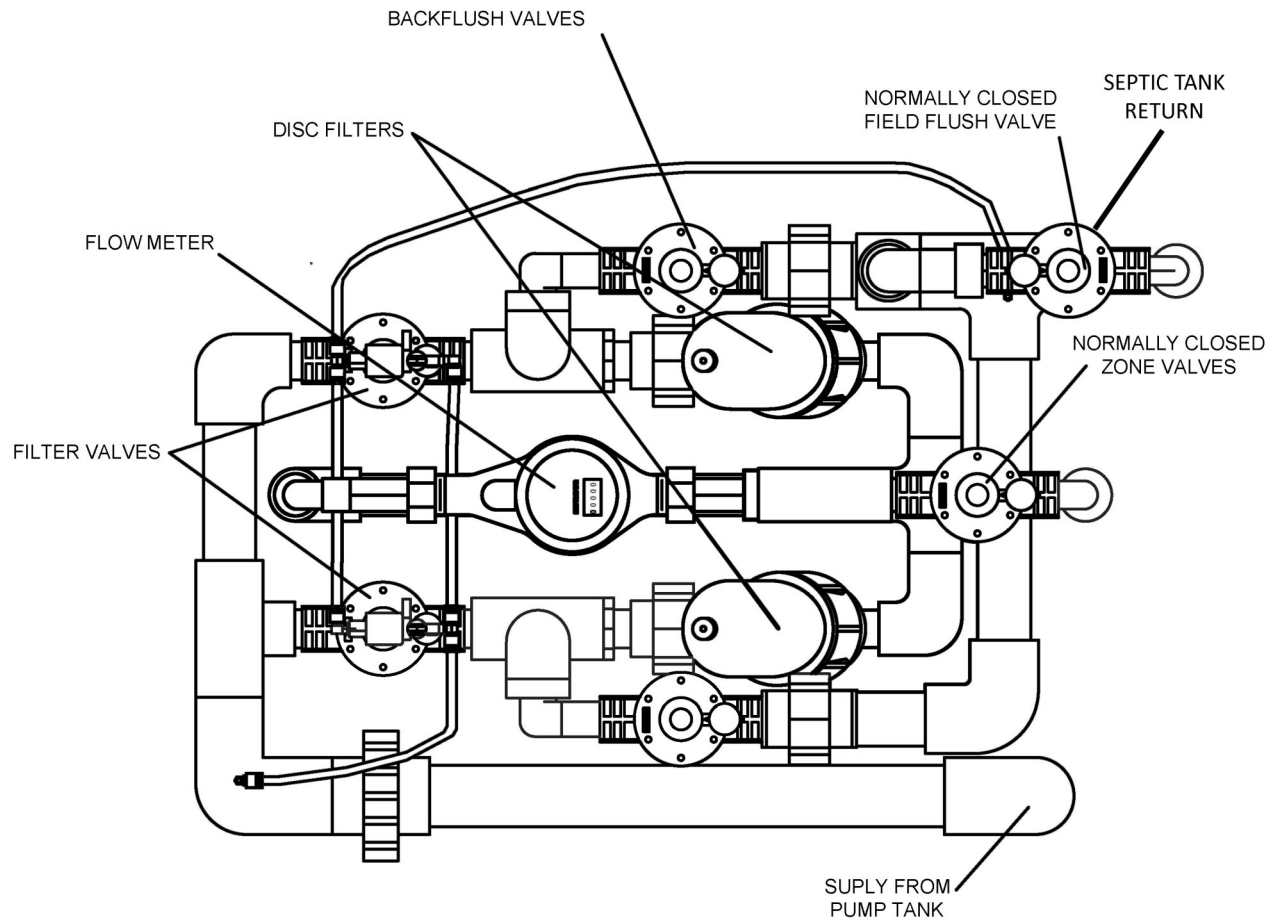 BACKFLUSH VALVES
SEPTIC TANK
RETURN
NORMALLY CLOSED
FIELD FLUSH VALVE
DISC FILTERS
FLOW METER
NORMALLY CLOSED
ZONE VALVES
FILTER VALVES
SUPLY FROM
PUMP TANK